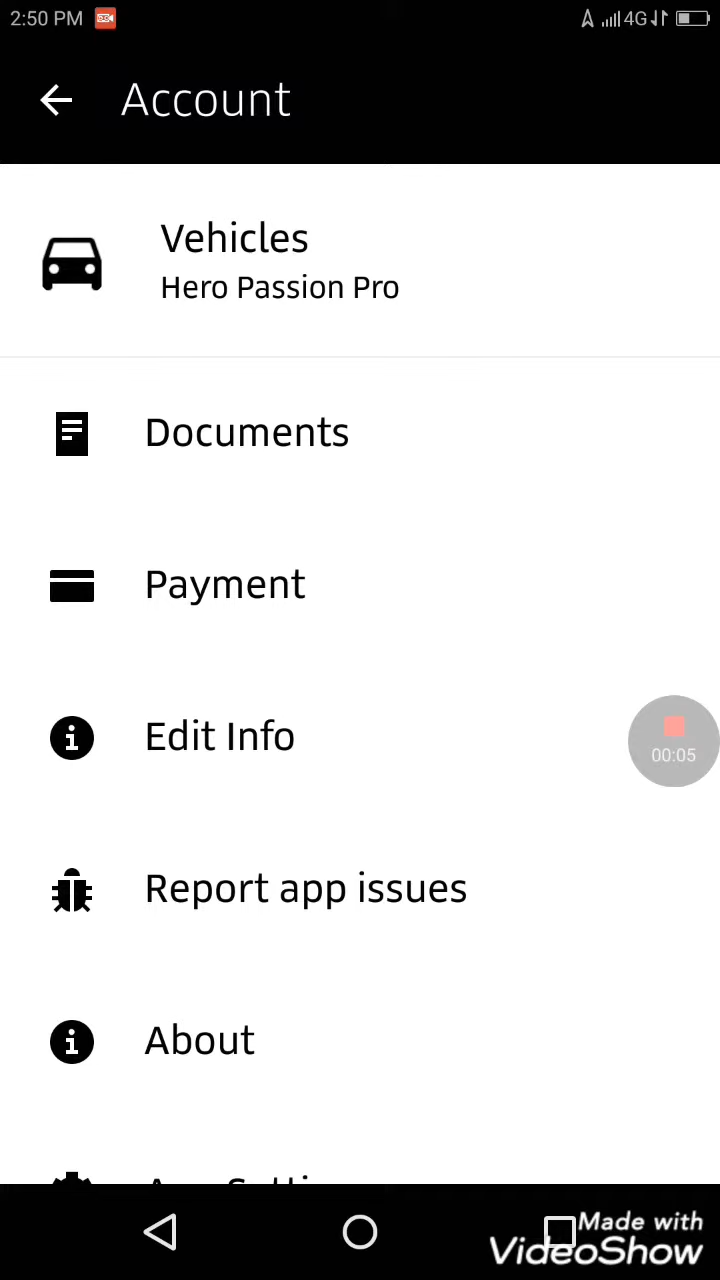 2:50 PM
4G
Account
Vehicles
Hero Passion Pro
Documents
Payment
Edit Info
00:05
Report app issues
About
Made with
VideoShow